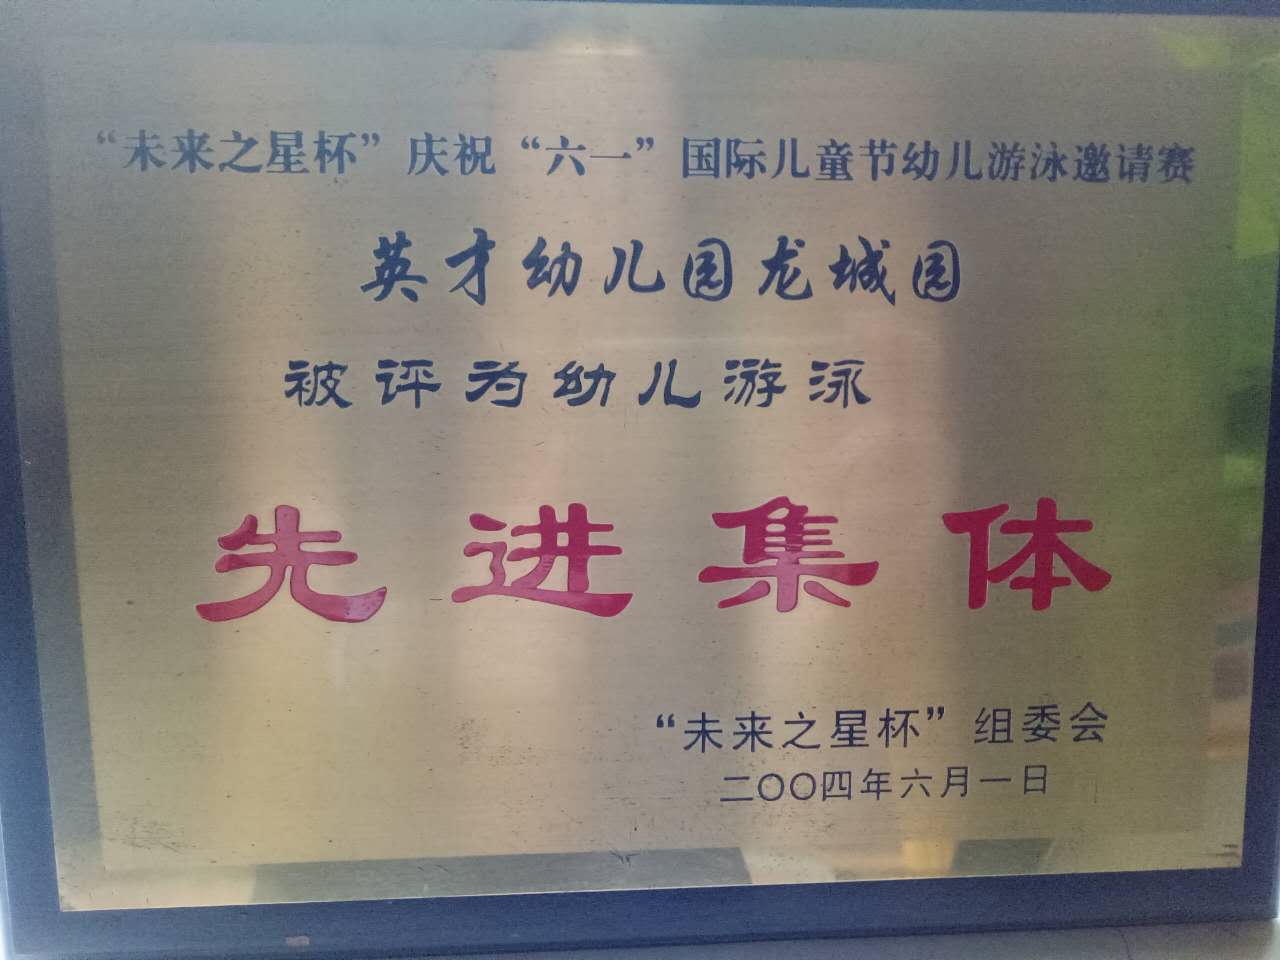 “未来之星杯”庆祝“六一”国际儿童节幼儿游泳邀请赛
英才幼儿园龙城园
被评为幼儿游泳
先进集体
“未来之星杯”组委会
二〇〇四年六月一日